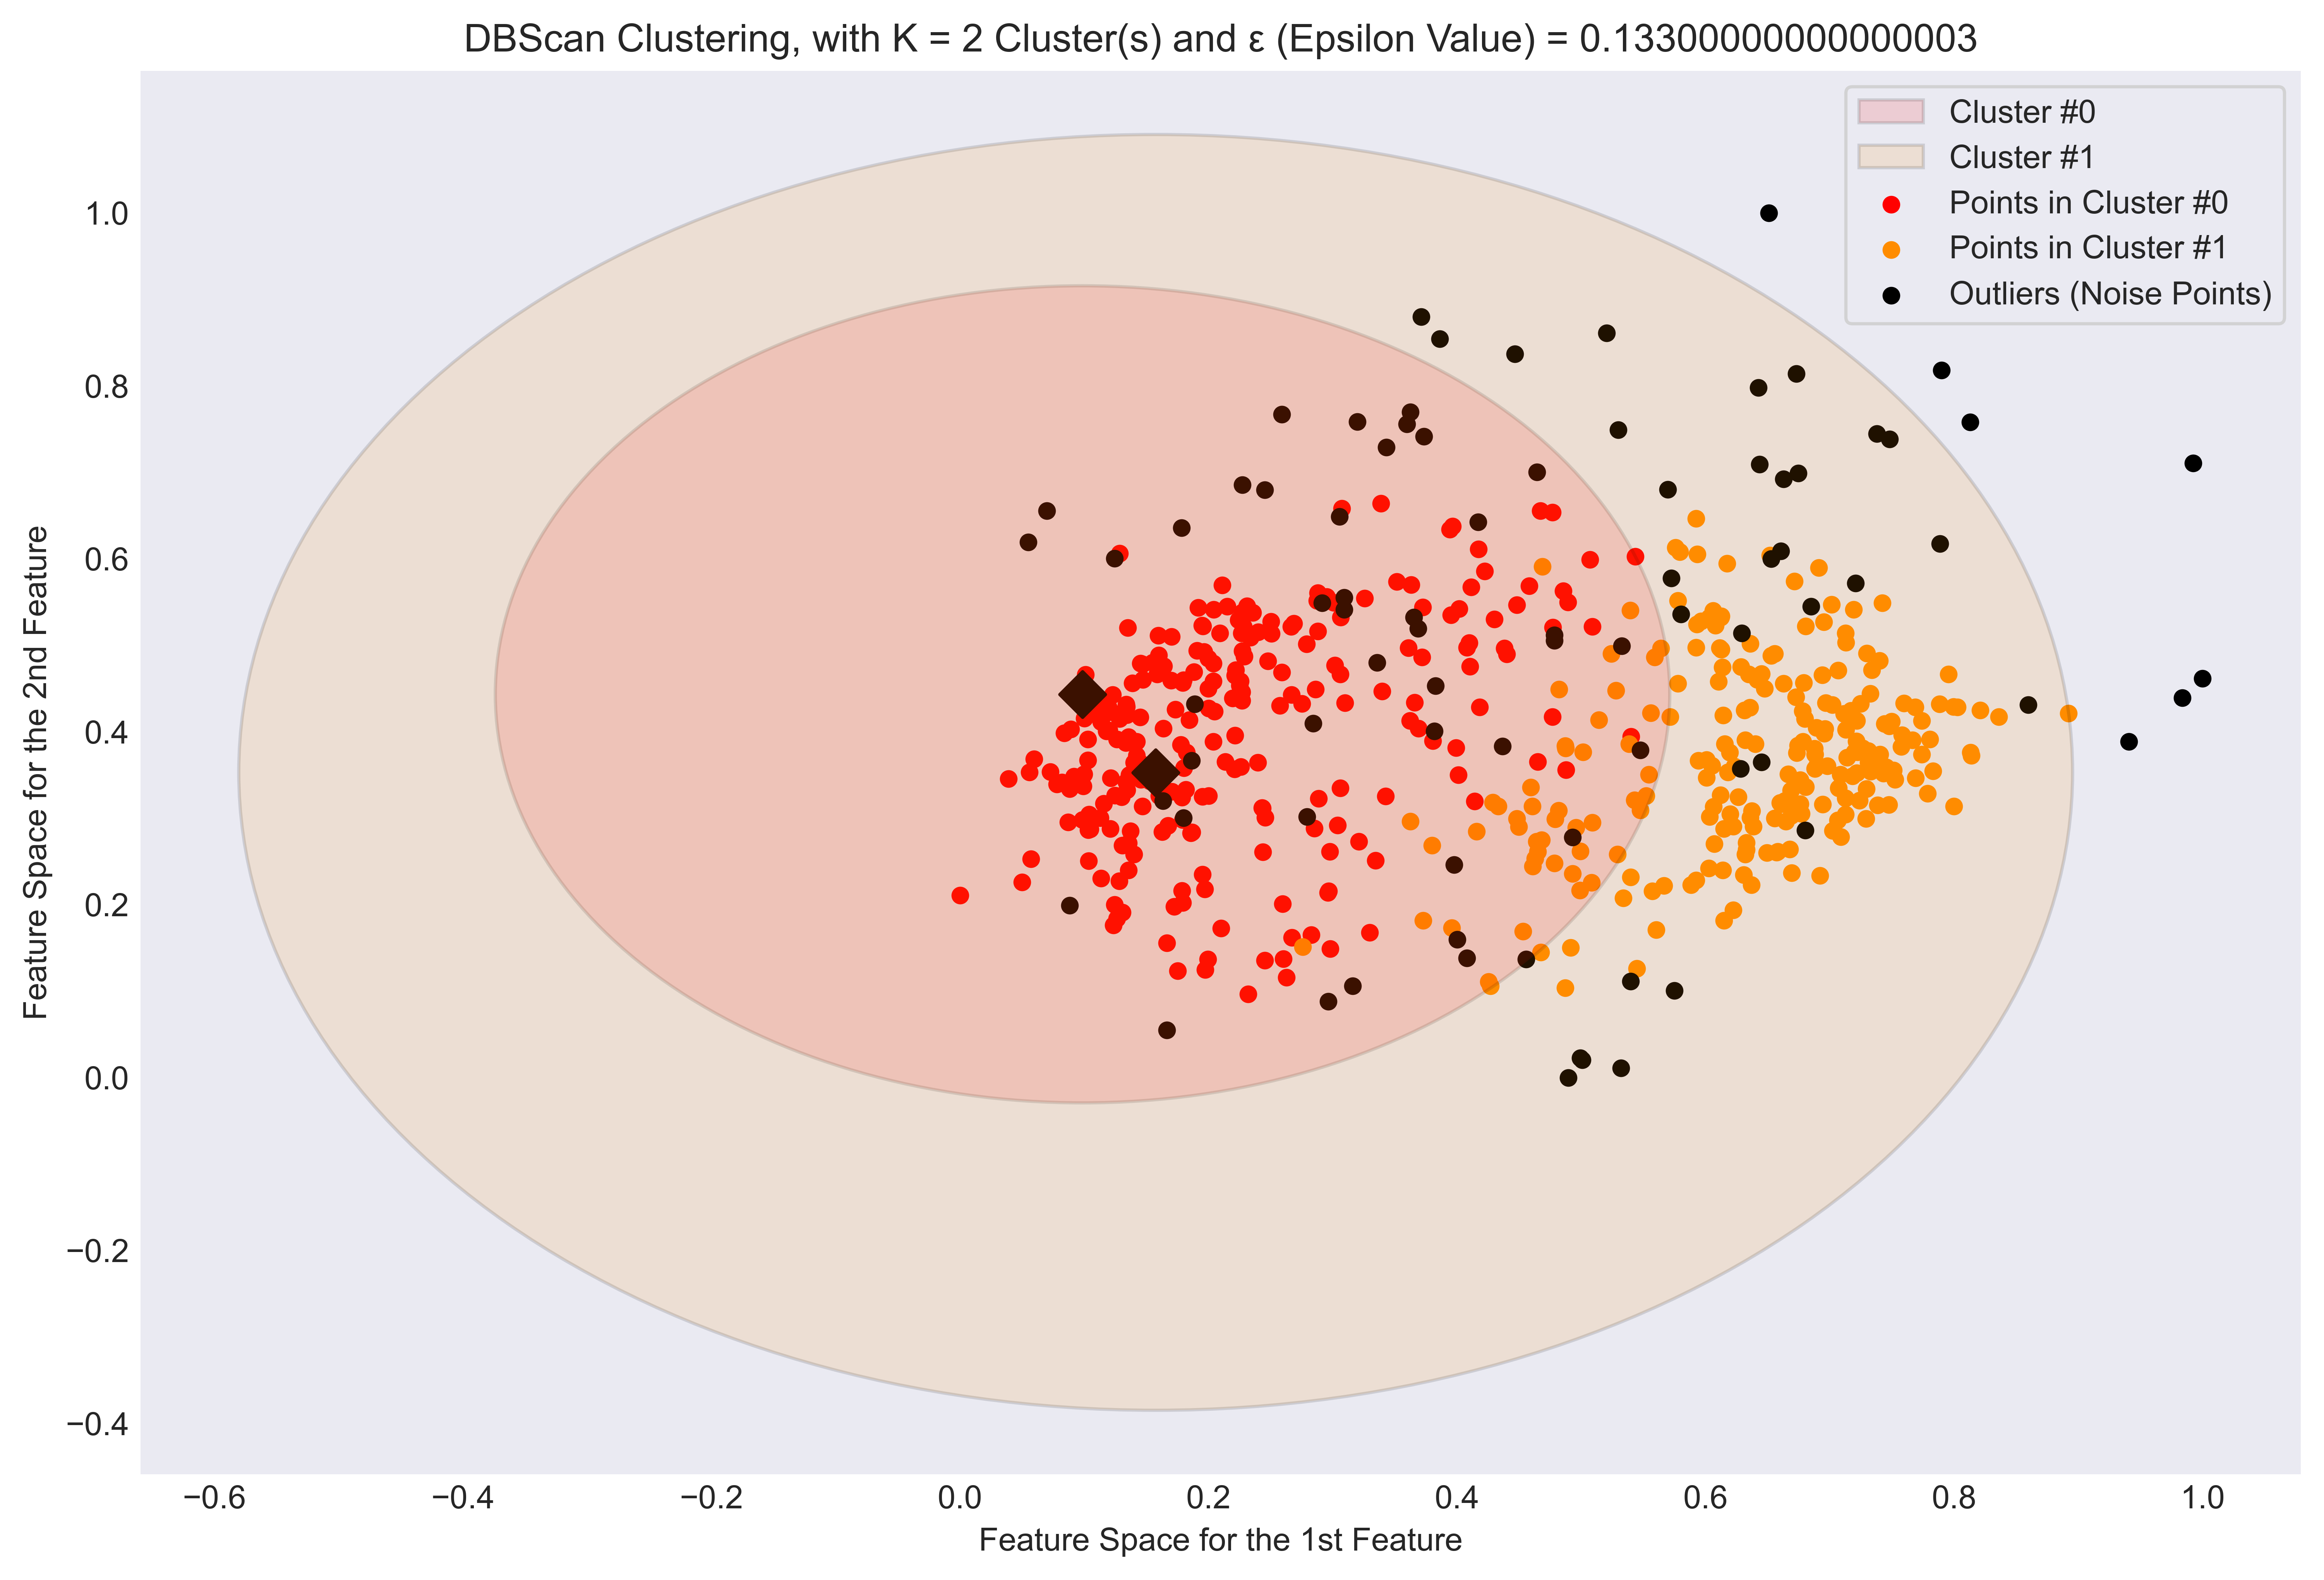 DBScan Clustering, with K = 2 Cluster(s) and ε (Epsilon Value) = 0.13300000000000003
Cluster #0
Cluster #1
Points in Cluster #0
Points in Cluster #1
Outliers (Noise Points)
Feature Space for the 2nd Feature
1.0
0.8
0.6
0.4
0.2
0.0
−0.2
−0.4
−0.6 −0.4 −0.2 0.0 0.2 0.4 0.6 0.8 1.0
Feature Space for the 1st Feature